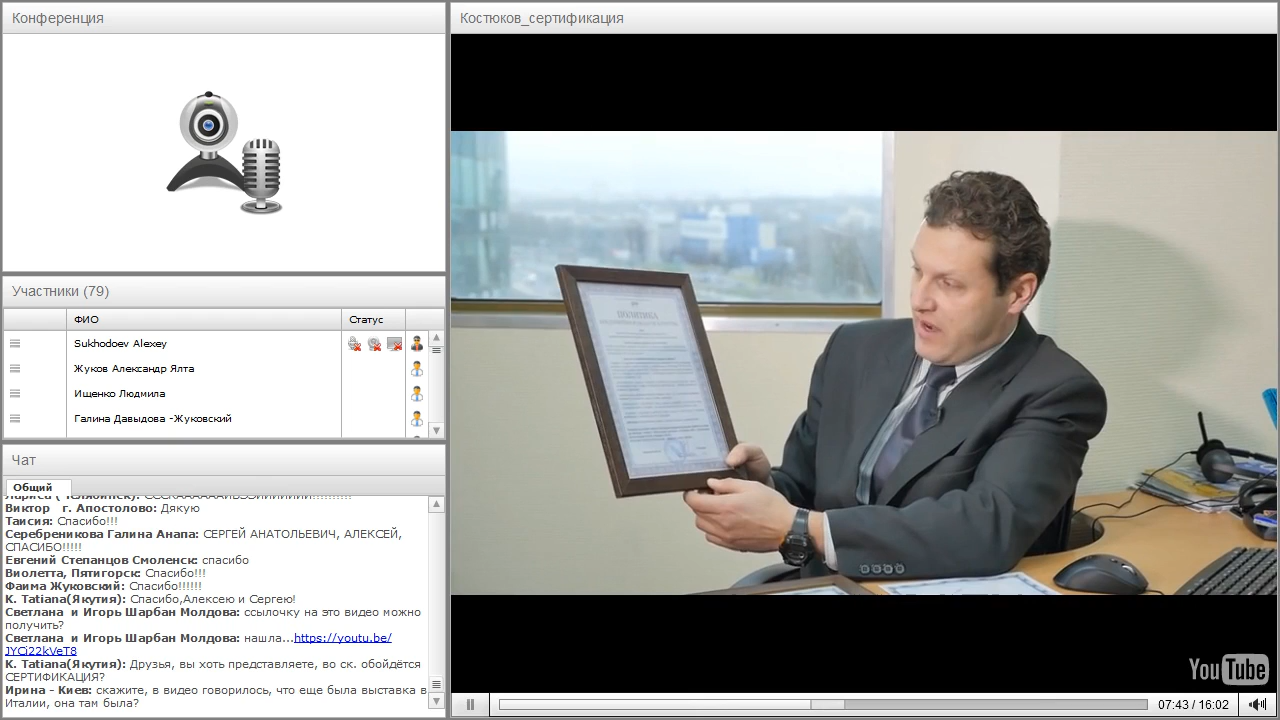 Конференция
Костюков_сертификация
ПОЛИТИКА
Участники (79)
ФИО Статус
Sukhodoev Alexey
Жуков Александр Ялта
Ищенко Людмила
Галина Давыдова -Жуковский
Чат
Общий
Виктор г. Апостолово: Дякую
Таисия: Спасибо!!!
Серебренникова Галина Анапа: СЕРГЕЙ АНАТОЛЬЕВИЧ, АЛЕКСЕЙ,
СПАСИБО!!!!!
Евгений Степанцов Смоленск: спасибо
Виолетта, Пятигорск: Спасибо!!!
Фаима Жуковский: Спасибо!!!!!!
K. Tatiana(Якутия): Спасибо,Алексею и Сергею!
Светлана и Игорь Шарбан Молдова: ссылочку на это видео можно
получить?
Светлана и Игорь Шарбан Молдова: нашла...https://youtu.be/
JYCi22kVeT8
K. Tatiana(Якутия): Друзья, вы хоть представляете, во ск. обойдётся
СЕРТИФИКАЦИЯ?
Ирина - Киев: скажите, в видео говорилось, что еще была выставка в
Италии, она там была?
YouTube
07:43 / 16:02